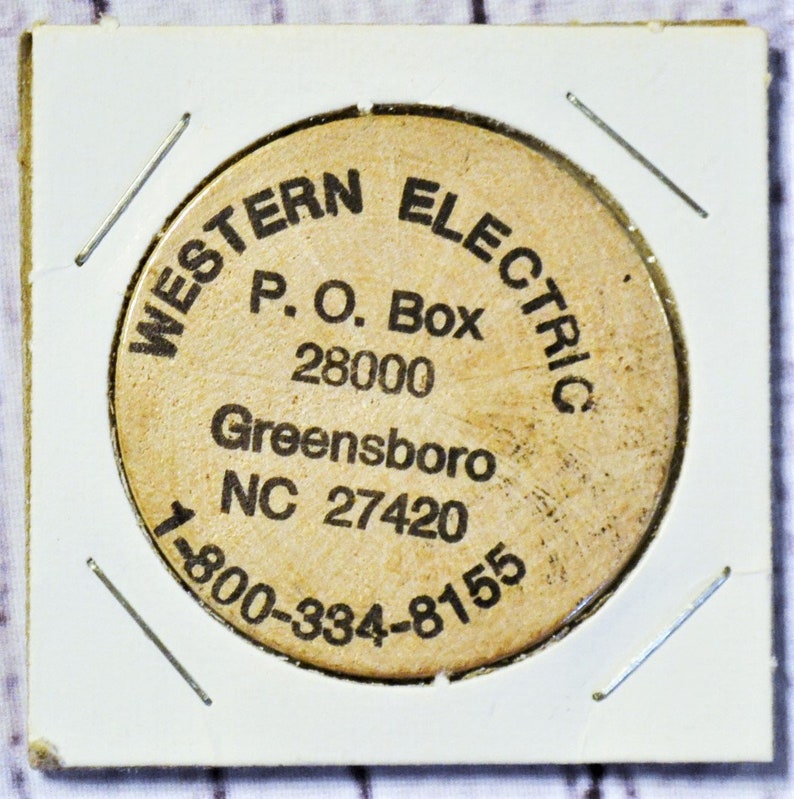 WESTERN ELECTRIC
P. O. Box
28000
Greensboro
NC 27420
1-800-334-8155